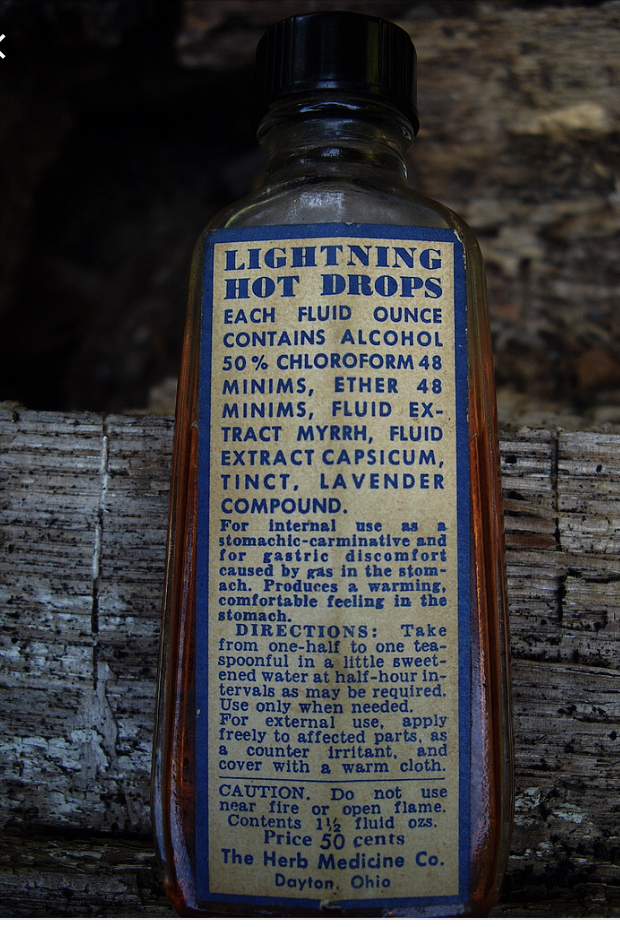 LIGHTNING
HOT DROPS
EACH FLUID OUNCE
CONTAINS ALCOHOL
50% CHLOROFORM 48
MINIMS, ETHER 48
MINIMS, FLUID EX-
TRACT MYRRH, FLUID
EXTRACT CAPSICUM,
TINCT, LAVENDER
COMPOUND.
For internal use as a
stomachic-carminative and
for gastric discomfort
caused by gas in the stom-
ach. Produces a warming,
comfortable feeling in the
stomach.
DIRECTIONS: Take
from one-half to one tea-
spoonful in a little sweet-
ened water at half-hour in-
tervals as may be required.
Use only when needed.
For external use, apply
freely to affected parts, as
a counter irritant, and
cover with a warm cloth.
CAUTION. Do not use
near fire or open flame.
Contents 1½ fluid ozs.
Price 50 cents
The Herb Medicine Co.
Dayton, Ohio